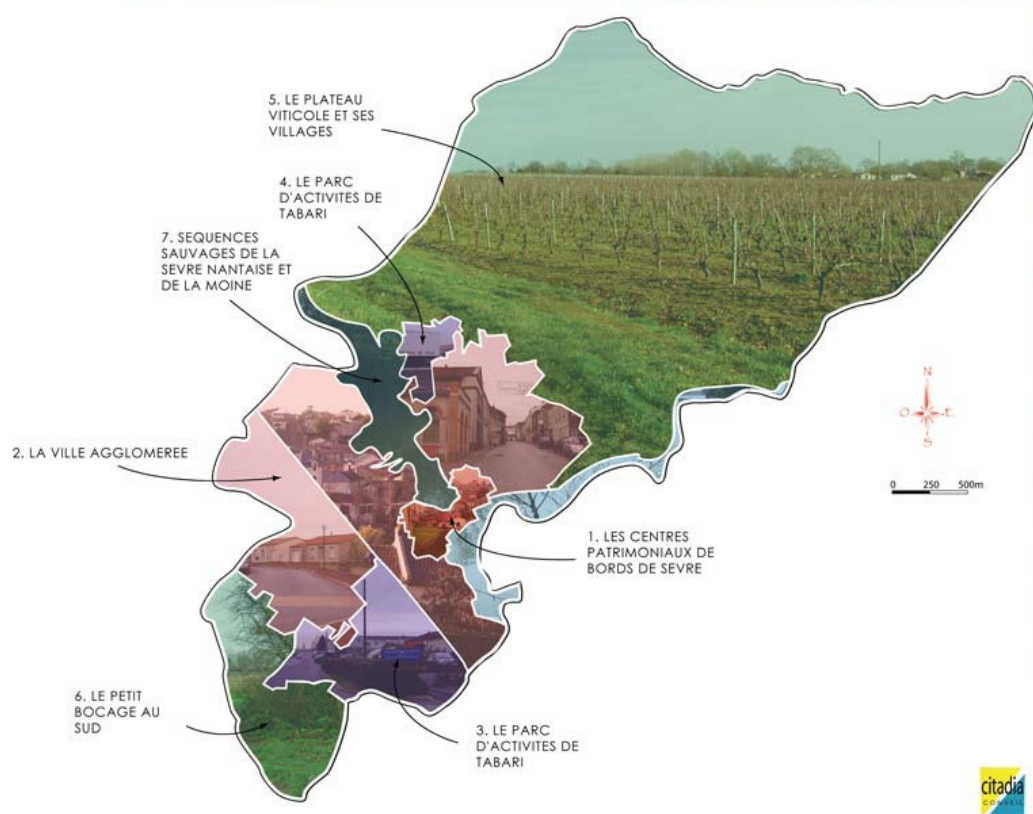 5. LE PLATEAU
VITICOLE ET SES
VILLAGES
4. LE PARC
D'ACTIVITES DE
TABARI
7. SEQUENCES
SAUVAGES DE LA
SEVRE NANTAISE ET
DE LA MOINE
N
O
E
S
2. LA VILLE AGGLOMEREE
0 250 500m
1. LES CENTRES
PATRIMONIAUX DE
BORDS DE SEVRE
6. LE PETIT
BOCAGE AU
SUD
3. LE PARC
D'ACTIVITES DE
TABARI
citadia
CONSEIL